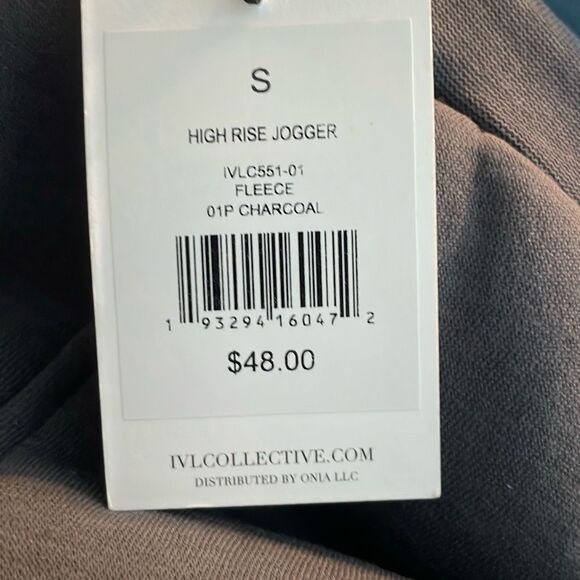 S
HIGH RISE JOGGER
IVLC551-01
FLEECE
01P CHARCOAL
1 93294 16047 2
$48.00
IVLCOLLECTIVE.COM
DISTRIBUTED BY ONIA LLC